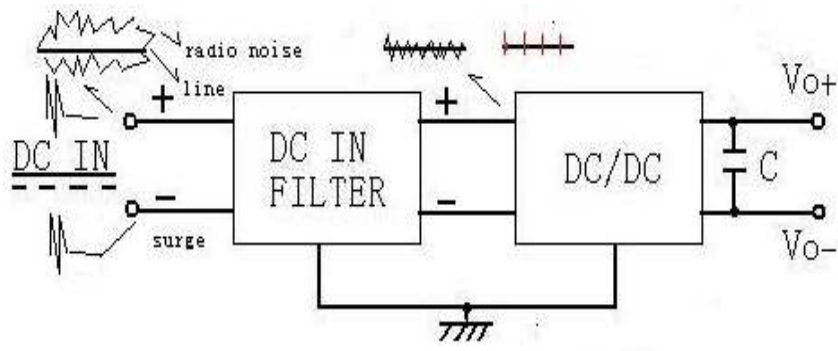 radio noise
line
+
+
Vo+
DC IN
DC IN
FILTER
DC/DC
C
-
-
surge
Vo-